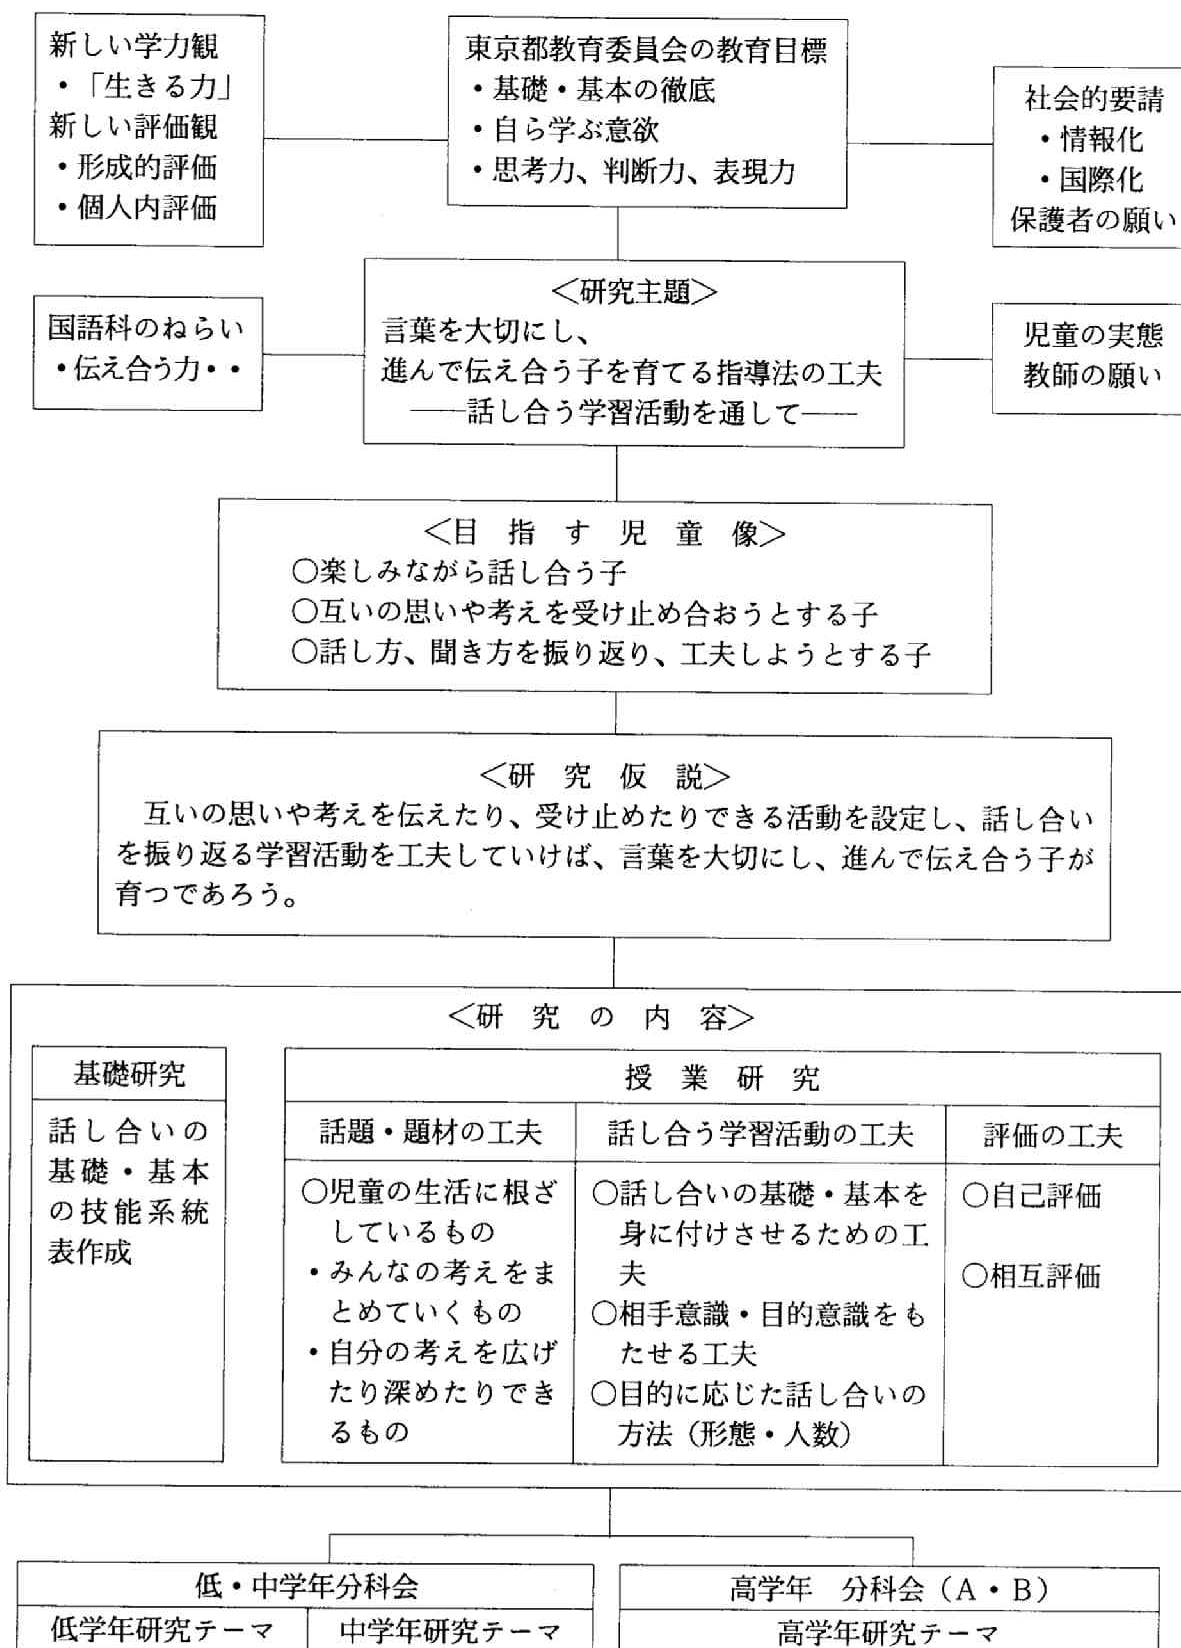 新しい学力観
・「生きる力」
新しい評価観
・形成的評価
・個人内評価
東京都教育委員会の教育目標
・基礎・基本の徹底
・自ら学ぶ意欲
・思考力、判断力、表現力
社会的要請
・情報化
・国際化
保護者の願い
国語科のねらい
・伝え合う力・・
＜研究主題＞
言葉を大切にし、
進んで伝え合う子を育てる指導法の工夫
――話し合う学習活動を通して――
児童の実態
教師の願い
＜目 指 す 児 童 像＞
○楽しみながら話し合う子
○互いの思いや考えを受け止め合おうとする子
○話し方、聞き方を振り返り、工夫しようとする子
＜研 究 仮 説＞
互いの思いや考えを伝えたり、受け止めたりできる活動を設定し、話し合い
を振り返る学習活動を工夫していけば、言葉を大切にし、進んで伝え合う子が
育つであろう。
＜研 究 の 内 容＞
基礎研究
話し合いの
基礎・基本
の技能系統
表作成
授 業 研 究
話題・題材の工夫
○児童の生活に根ざ
しているもの
・みんなの考えをま
とめていくもの
・自分の考えを広げ
たり深めたりでき
るもの
話し合う学習活動の工夫
○話し合いの基礎・基本を
身に付けさせるための工
夫
○相手意識・目的意識をも
たせる工夫
○目的に応じた話し合いの
方法（形態・人数）
評価の工夫
○自己評価
○相互評価
低・中学年分科会
低学年研究テーマ
中学年研究テーマ
高学年 分科会（A・B）
高学年研究テーマ